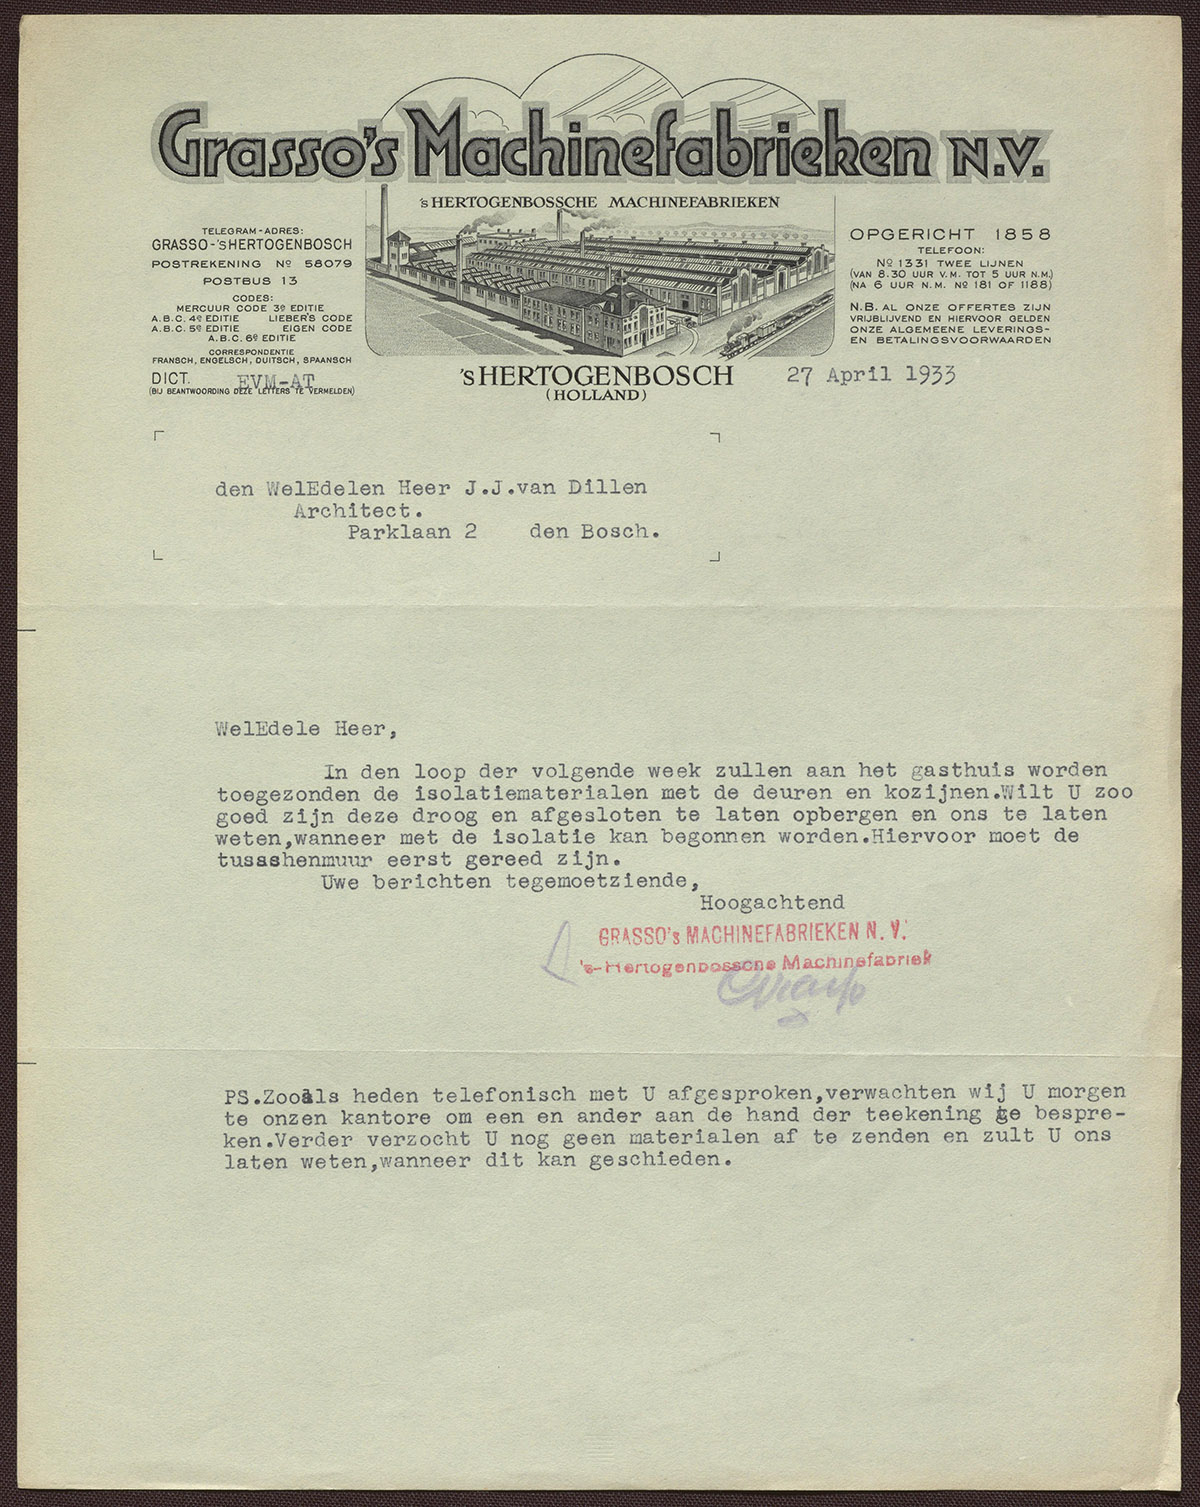 Grasso's Machinefabrieken N.V.
'sHERTOGENBOSSCHE MACHINEFABRIEKEN
TELEGRAM-ADRES:
GRASSO-'sHERTOGENBOSCH
POSTREKENING No 58079
POSTBUS 13
CODES:
MERCUUR CODE 3e EDITIE
A.B.C. 4e EDITIE LIEBER'S CODE
A.B.C. 5e EDITIE EIGEN CODE
A.B.C. 6e EDITIE
CORRESPONDENTIE
FRANSCH, ENGELSCH, DUITSCH, SPAANSCH
DICT. EVM-AT
(BIJ BEANTWOORDING DEZE LETTERS TE VERMELDEN)
OPGERICHT 1858
TELEFOON:
No 1331 TWEE LIJNEN
(VAN 8.30 UUR V.M. TOT 5 UUR N.M.)
(NA 6 UUR N.M. No 181 OF 1188)
N.B. AL ONZE OFFERTES ZIJN
VRIJBLIJVEND EN HIERVOOR GELDEN
ONZE ALGEMEENE LEVERINGS-
EN BETALINGSVOORWAARDEN
'sHERTOGENBOSCH
(HOLLAND)
27 April 1933
den WelEdelen Heer J.J.van Dillen
Architect.
Parklaan 2 den Bosch.
WelEdele Heer,
In den loop der volgende week zullen aan het gasthuis worden
toegezonden de isolatiematerialen met de deuren en kozijnen.Wilt U zoo
goed zijn deze droog en afgesloten te laten opbergen en ons te laten
weten,wanneer met de isolatie kan begonnen worden.Hiervoor moet de
tusschenmuur eerst gereed zijn.
Uwe berichten tegemoetziende,
Hoogachtend
GRASSO's MACHINEFABRIEKEN N.V.
's-Hertogenbossche Machinefabriek
PS.Zooals heden telefonisch met U afgesproken,verwachten wij U morgen
te onzen kantore om een en ander aan de hand der teekening te bespre-
ken.Verder verzocht U nog geen materialen af te zenden en zult U ons
laten weten,wanneer dit kan geschieden.